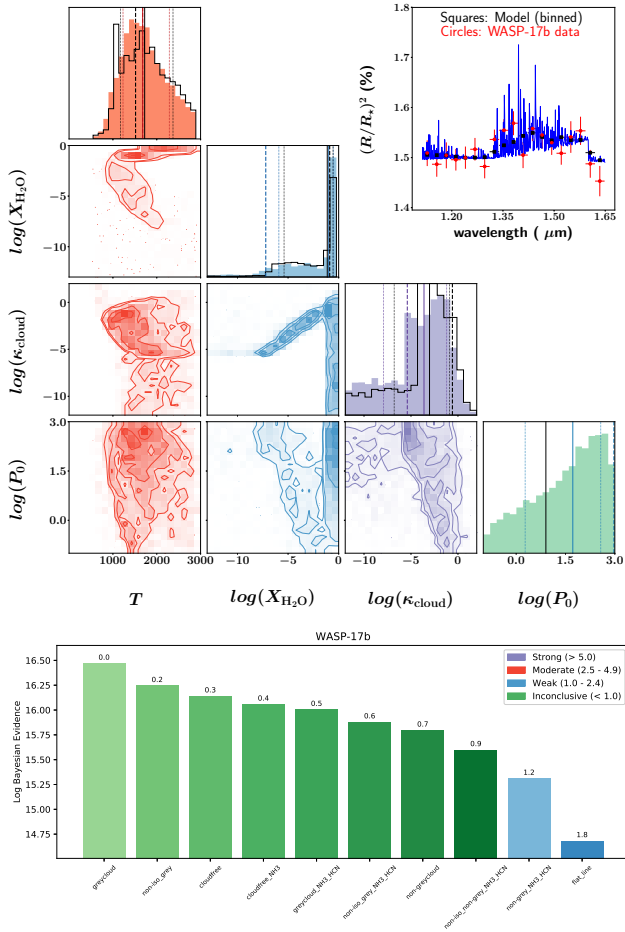 Squares: Model (binned)
Circles: WASP-17b data
(R/R⋆)² (%)
1.8
1.7
1.6
1.5
1.4
1.20
1.35
1.50
1.65
wavelength ( μm)
log(X_H₂O)
0
−5
−10
log(κ_cloud)
0
−5
−10
log(P₀)
3.0
1.5
0.0
1000
2000
3000
−10
−5
0
−10
−5
0
0.0
1.5
3.0
T
log(X_H₂O)
log(κ_cloud)
log(P₀)
WASP-17b
Log Bayesian Evidence
16.50
16.25
16.00
15.75
15.50
15.25
15.00
14.75
0.0
0.2
0.3
0.4
0.5
0.6
0.7
0.9
1.2
1.8
Strong (> 5.0)
Moderate (2.5 - 4.9)
Weak (1.0 - 2.4)
Inconclusive (< 1.0)
greycloud
non-iso_grey
cloudfree
cloudfree_NH3
greycloud_NH3_HCN
non-iso_grey_NH3_HCN
non-greycloud
non-iso_non-grey_NH3_HCN
non-grey_NH3_HCN
flat_line